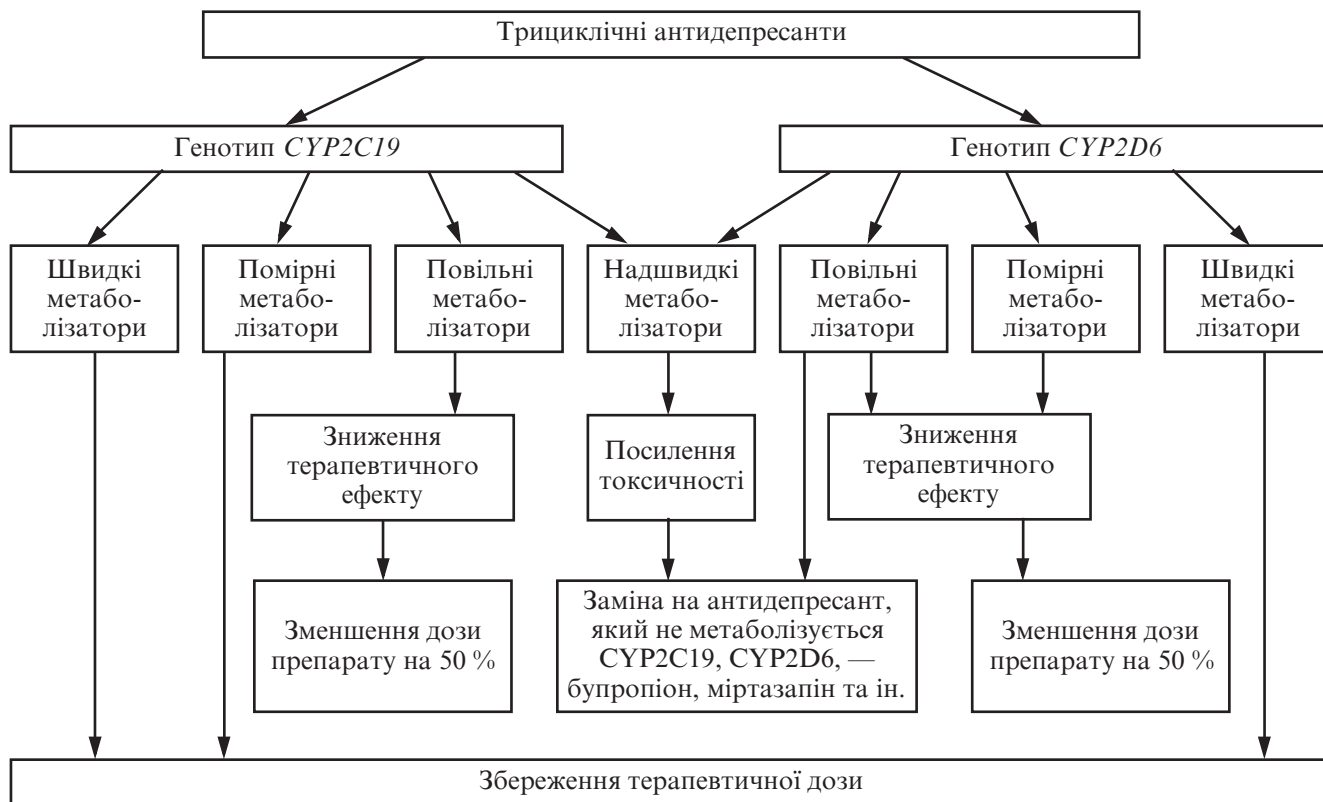 Трициклічні антидепресанти
Генотип CYP2C19
Генотип CYP2D6
Швидкі
метабо-
лізатори
Помірні
метабо-
лізатори
Повільні
метабо-
лізатори
Надшвидкі
метабо-
лізатори
Повільні
метабо-
лізатори
Помірні
метабо-
лізатори
Швидкі
метабо-
лізатори
Зниження
терапевтичного
ефекту
Посилення
токсичності
Зниження
терапевтичного
ефекту
Зменшення дози
препарату на 50 %
Заміна на антидепресант,
який не метаболізується
CYP2C19, CYP2D6, —
бупропіон, міртазапін та ін.
Зменшення дози
препарату на 50 %
Збереження терапевтичної дози